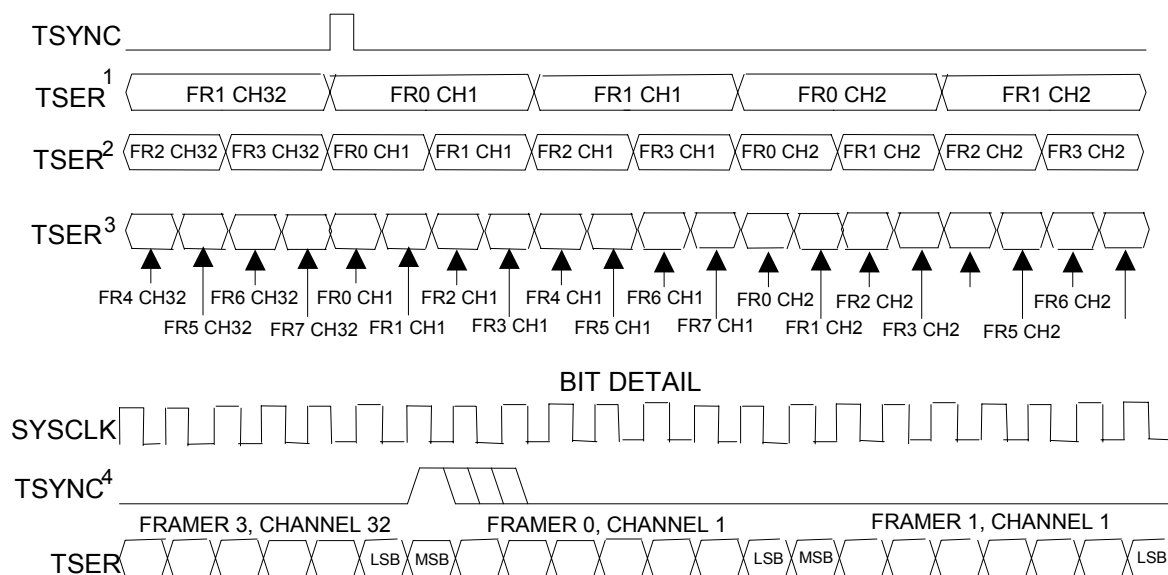 TSYNC
TSER1 FR1 CH32 FR0 CH1 FR1 CH1 FR0 CH2 FR1 CH2
TSER2 FR2 CH32 FR3 CH32 FR0 CH1 FR1 CH1 FR2 CH1 FR3 CH1 FR0 CH2 FR1 CH2 FR2 CH2 FR3 CH2
TSER3
FR4 CH32 FR6 CH32 FR0 CH1 FR2 CH1 FR4 CH1 FR6 CH1 FR0 CH2 FR2 CH2 FR6 CH2
FR5 CH32 FR7 CH32 FR1 CH1 FR3 CH1 FR5 CH1 FR7 CH1 FR1 CH2 FR3 CH2 FR5 CH2
BIT DETAIL
SYSCLK
TSYNC4
FRAMER 3, CHANNEL 32 FRAMER 0, CHANNEL 1 FRAMER 1, CHANNEL 1
TSER LSB MSB LSB MSB LSB